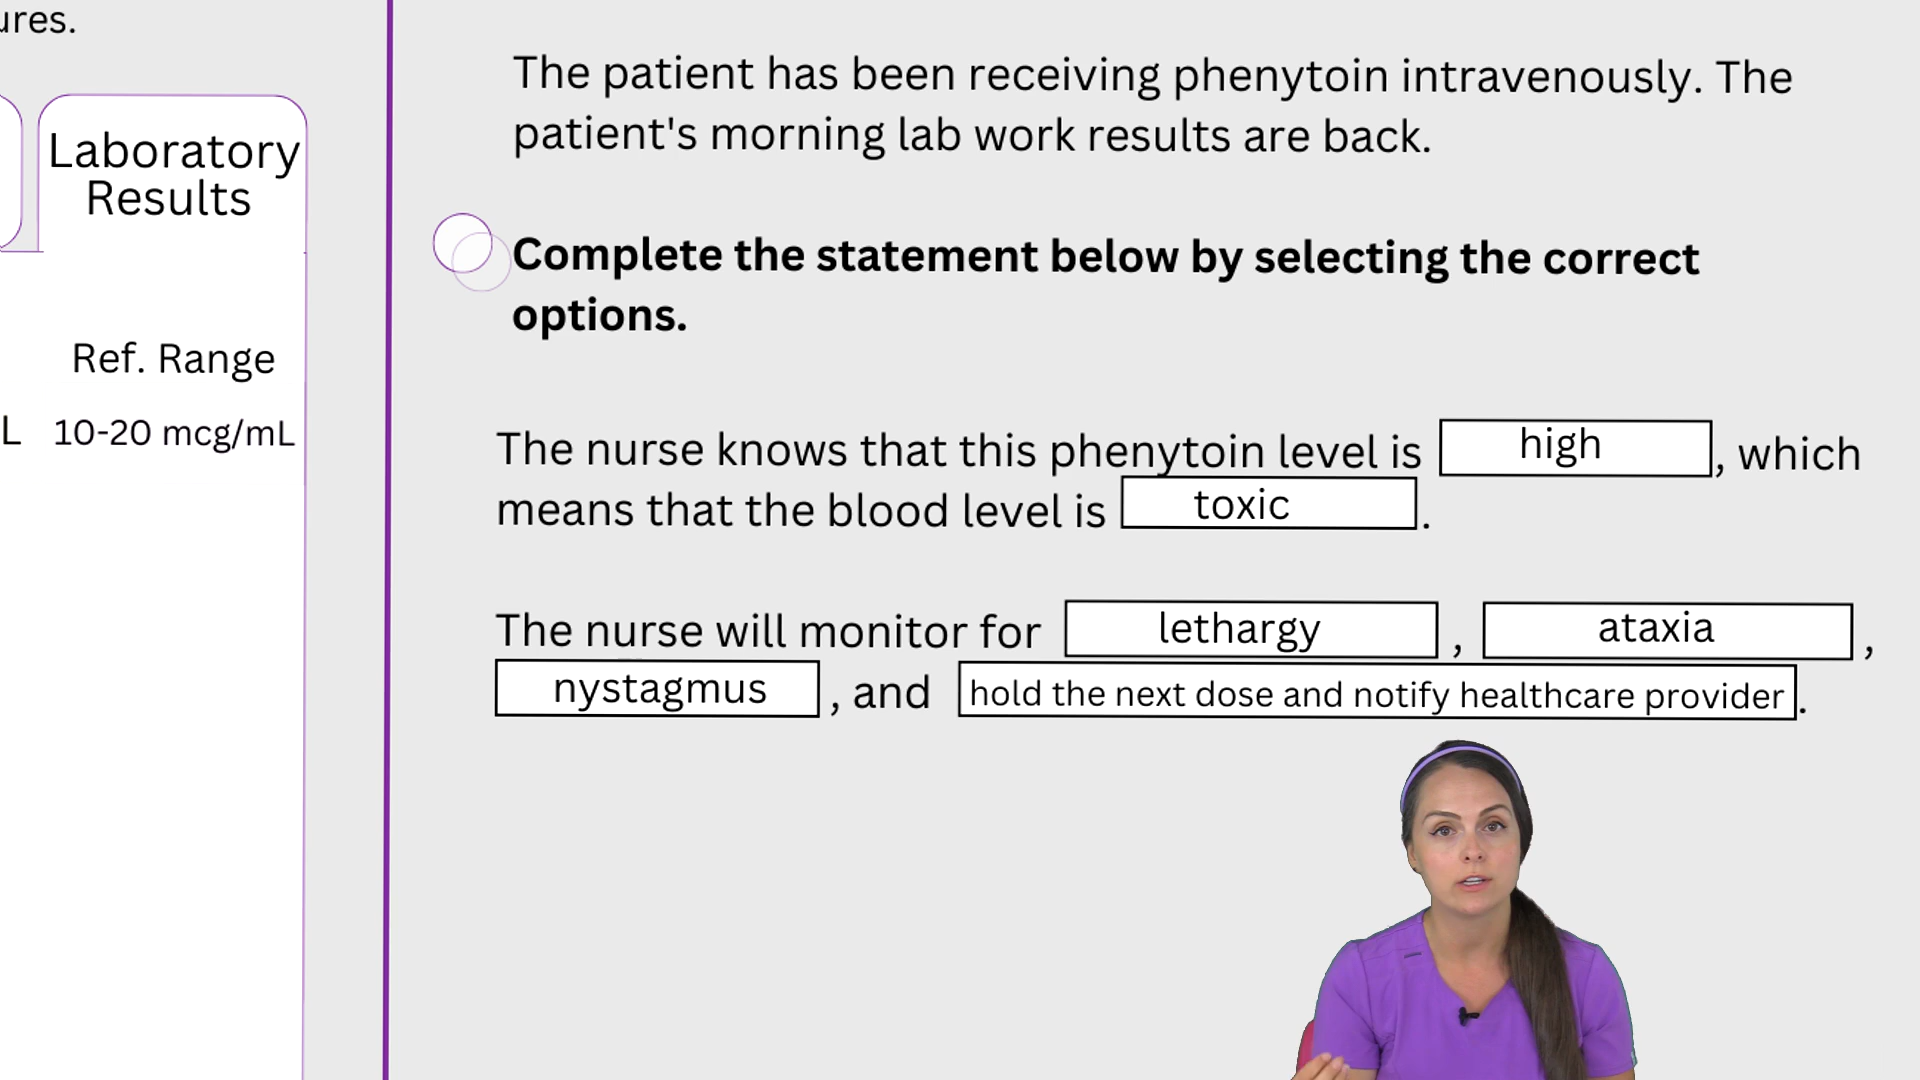 ures.
Laboratory
Results
Ref. Range
L 10-20 mcg/mL
The patient has been receiving phenytoin intravenously. The
patient's morning lab work results are back.
Complete the statement below by selecting the correct
options.
The nurse knows that this phenytoin level is high, which
means that the blood level is toxic.
The nurse will monitor for lethargy, ataxia,
nystagmus, and hold the next dose and notify healthcare provider.